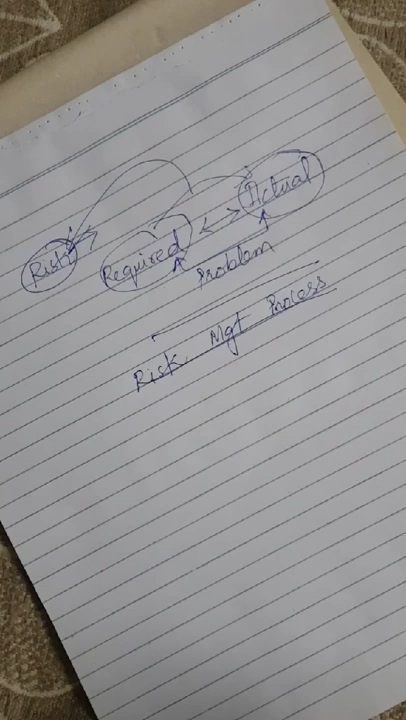 Risk Required Actual
Problem
Risk Mgt Process